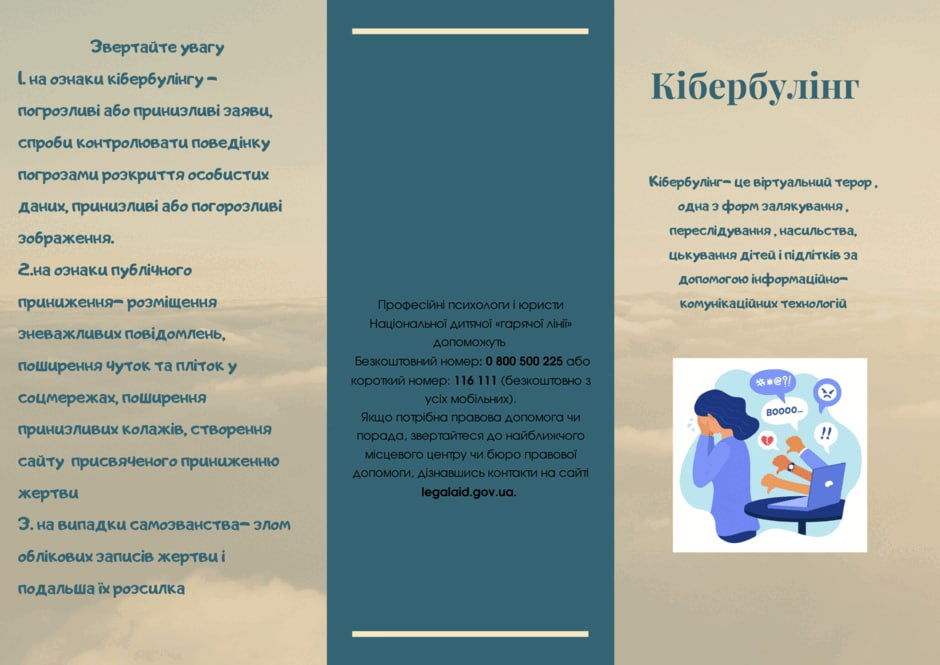 Звертайте увагу
1. на ознаки кібербулінгу -
погрозливі або принизливі заяви,
спроби контролювати поведінку
погрозами розкриття особистих
даних, принизливі або погорозливі
зображення.
2.на ознаки публічного
приниження- розміщення
зневажливих повідомлень,
поширення чуток та пліток у
соцмережах, поширення
принизливих колажів, створення
сайту присвяченого приниженню
жертви
3. на випадки самозванства- злом
облікових записів жертви і
подальша їх розсилка
Професійні психологи і юристи
Національної дитячої «гарячої лінії»
допоможуть
Безкоштовний номер: 0 800 500 225 або
короткий номер: 116 111 (безкоштовно з
усіх мобільних).
Якщо потрібна правова допомога чи
порада, звертайтеся до найближчого
місцевого центру чи бюро правової
допомоги, дізнавшись контакти на сайті
legalaid.gov.ua.
Кібербулінг
Кібербулінг- це віртуальний терор ,
одна з форм залякування ,
переслідування , насильства,
цькування дітей і підлітків за
допомогою інформаційно-
комунікаційних технологій
#*@?!
BOOOO...
!!